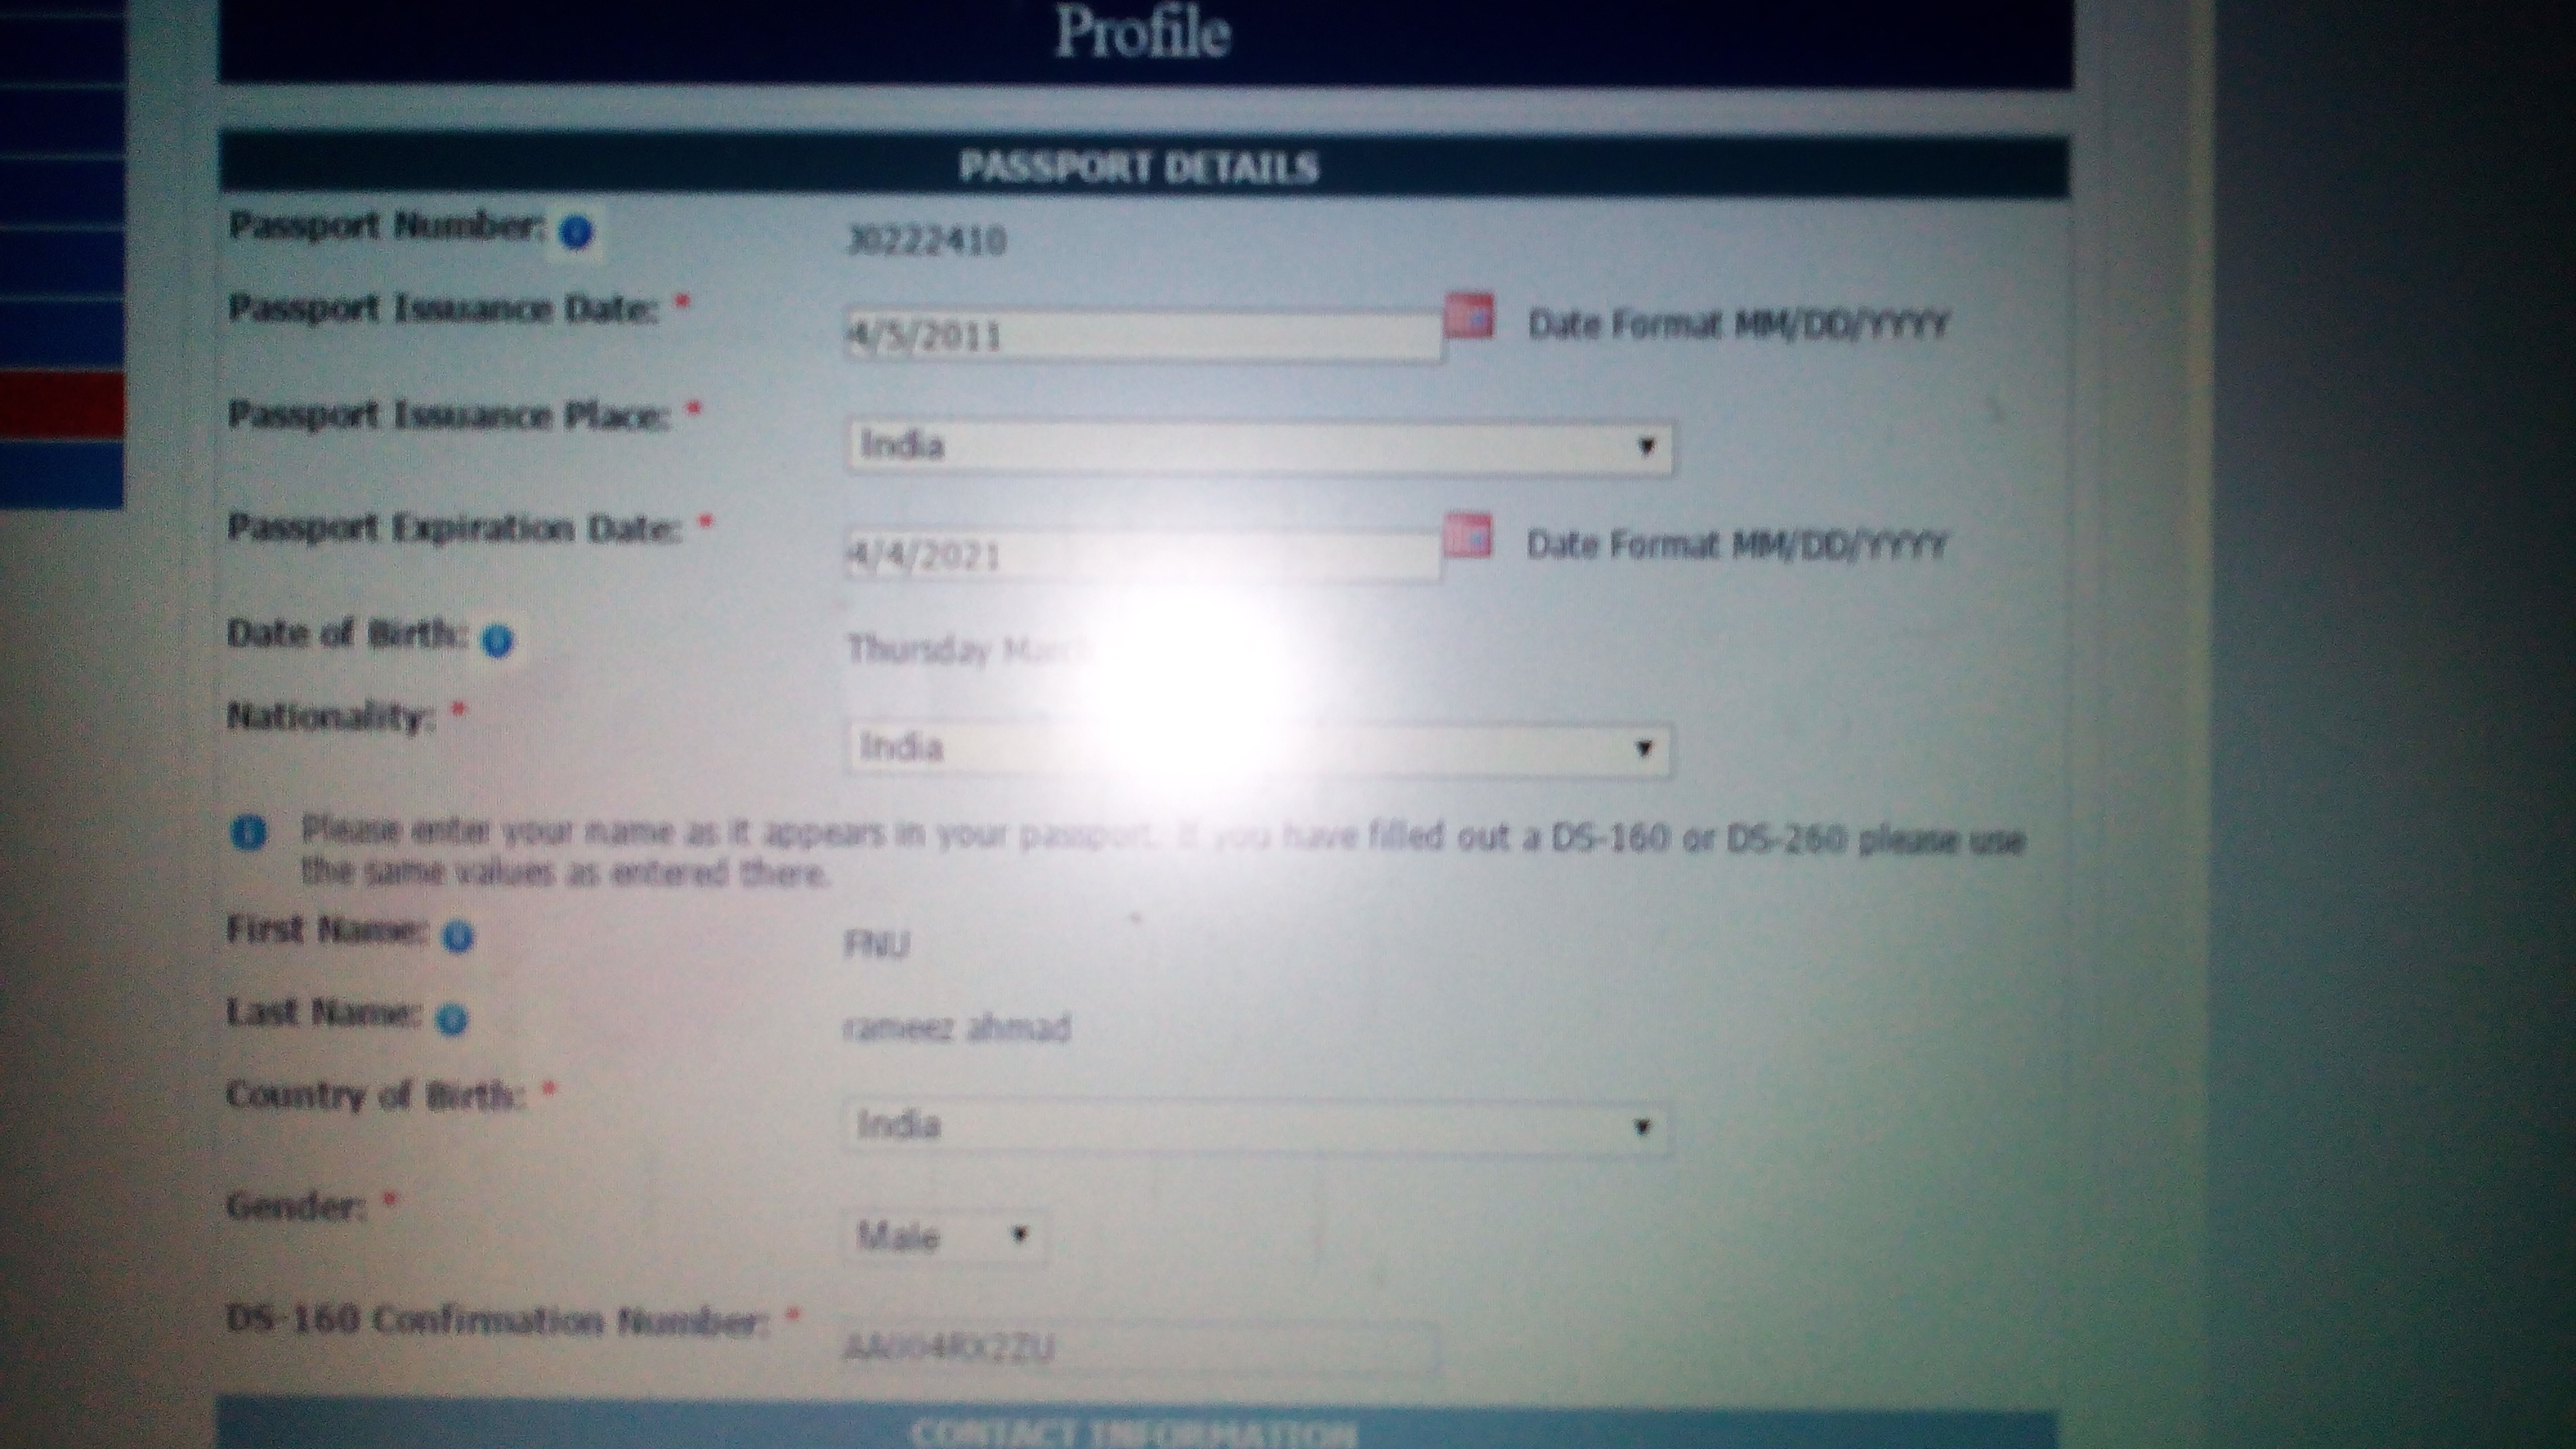 Profile
PASSPORT DETAILS
Passport Number: J0222410
Passport Issuance Date: * 4/5/2011 Date Format MM/DD/YYYY
Passport Issuance Place: * India
Passport Expiration Date: * 4/4/2021 Date Format MM/DD/YYYY
Date of Birth: Thursday
Nationality: * India
Please enter your name as it appears in your passport. If you have filled out a DS-160 or DS-260 please use
the same values as entered there.
First Name: FNU
Last Name: rameez ahmad
Country of Birth: * India
Gender: * Male
DS-160 Confirmation Number: *
CONTACT INFORMATION